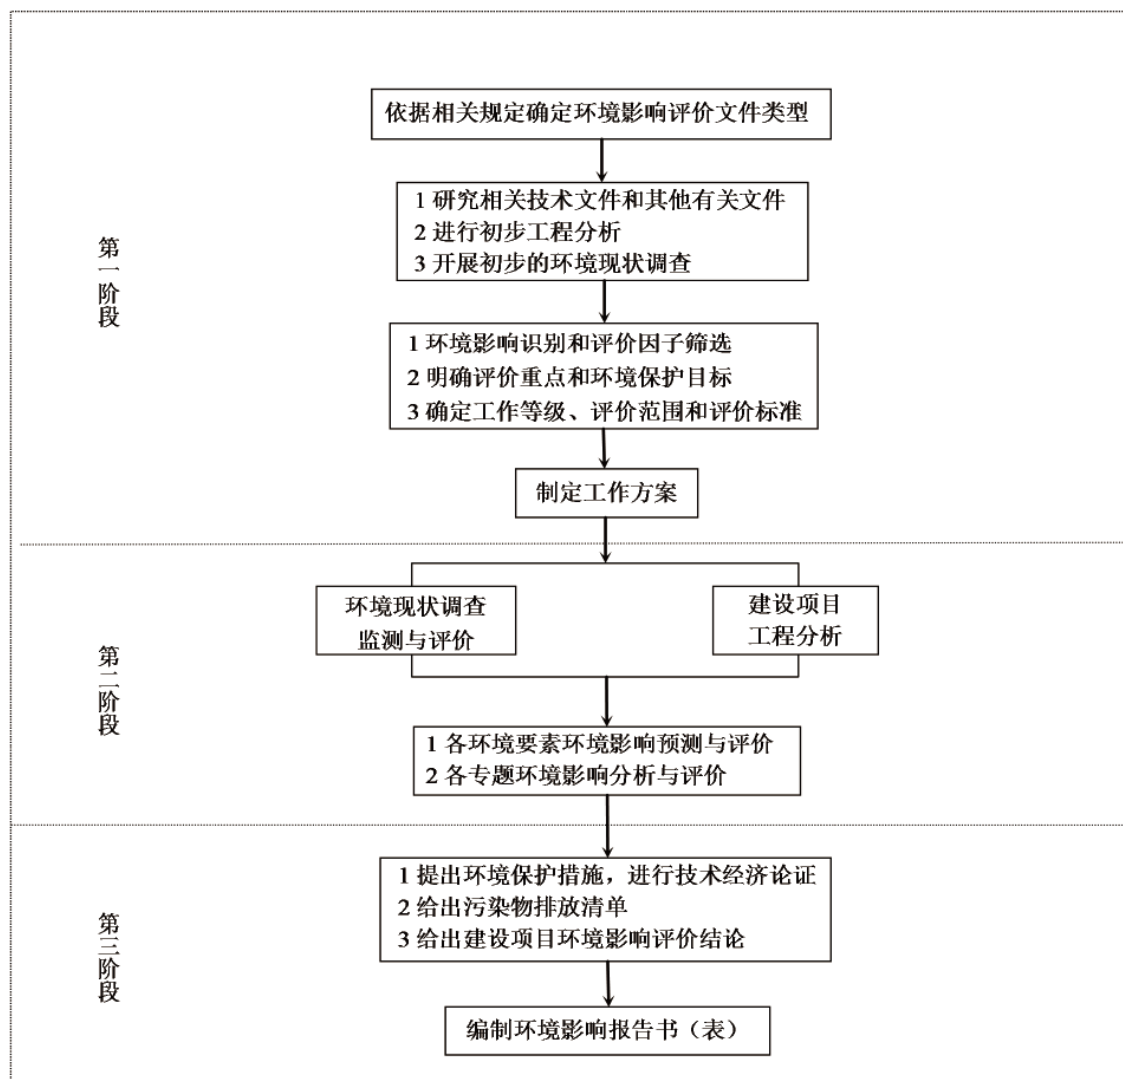 依据相关规定确定环境影响评价文件类型
1 研究相关技术文件和其他有关文件
2 进行初步工程分析
3 开展初步的环境现状调查
第一阶段
1 环境影响识别和评价因子筛选
2 明确评价重点和环境保护目标
3 确定工作等级、评价范围和评价标准
制定工作方案
环境现状调查
监测与评价
建设项目
工程分析
第二阶段
1 各环境要素环境影响预测与评价
2 各专题环境影响分析与评价
1 提出环境保护措施，进行技术经济论证
2 给出污染物排放清单
3 给出建设项目环境影响评价结论
第三阶段
编制环境影响报告书（表）